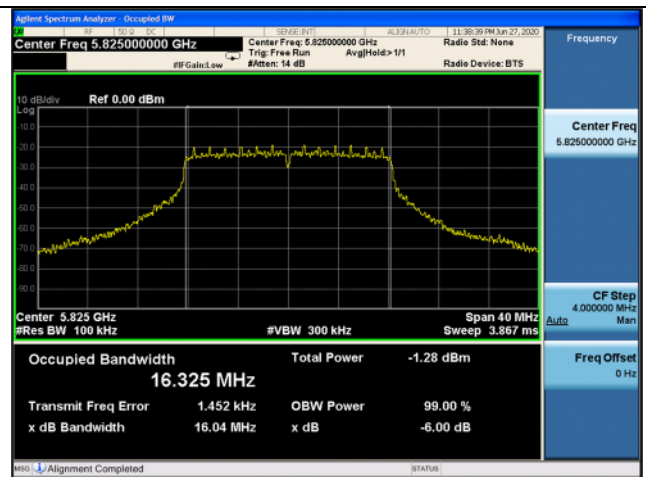 Agilent Spectrum Analyzer - Occupied BW
RF 50 Ω DC SENSE:INT ALIGN AUTO 11:38:39 PM Jun 27, 2020
Center Freq 5.825000000 GHz
Center Freq: 5.825000000 GHz
Radio Std: None
Trig: Free Run Avg|Hold:> 1/1
#IFGain:Low #Atten: 14 dB Radio Device: BTS
Frequency
10 dB/div Ref 0.00 dBm
Log
-10.0
-20.0
-30.0
-40.0
-50.0
-60.0
-70.0
-80.0
-90.0
Center 5.825 GHz Span 40 MHz
#Res BW 100 kHz #VBW 300 kHz Sweep 3.867 ms
Occupied Bandwidth Total Power -1.28 dBm
16.325 MHz
Transmit Freq Error 1.452 kHz OBW Power 99.00 %
x dB Bandwidth 16.04 MHz x dB -6.00 dB
Center Freq
5.825000000 GHz
CF Step
4.000000 MHz
Auto Man
Freq Offset
0 Hz
MSG Alignment Completed STATUS